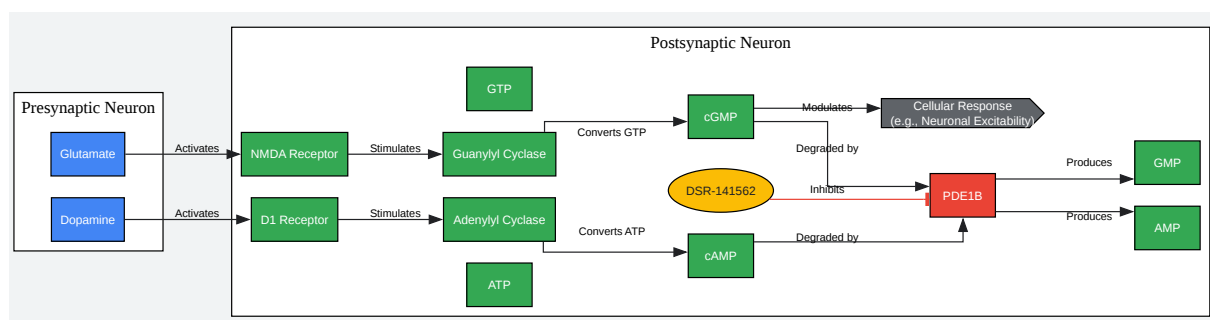 Postsynaptic Neuron
Presynaptic Neuron
GTP
cGMP
Modulates
Cellular Response
(e.g., Neuronal Excitability)
Converts GTP
Glutamate
Activates
NMDA Receptor
Stimulates
Guanylyl Cyclase
Degraded by
Produces
GMP
DSR-141562
Inhibits
PDE1B
Dopamine
Activates
D1 Receptor
Stimulates
Adenylyl Cyclase
Produces
AMP
Converts ATP
Degraded by
cAMP
ATP